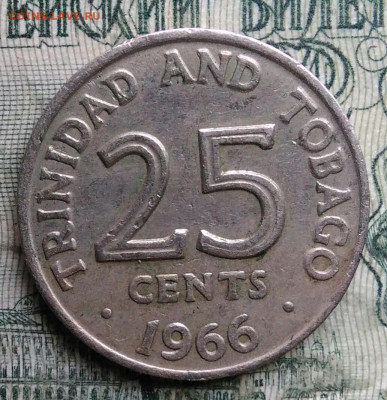 TRINIDAD AND TOBAGO
25
CENTS
· 1966 ·